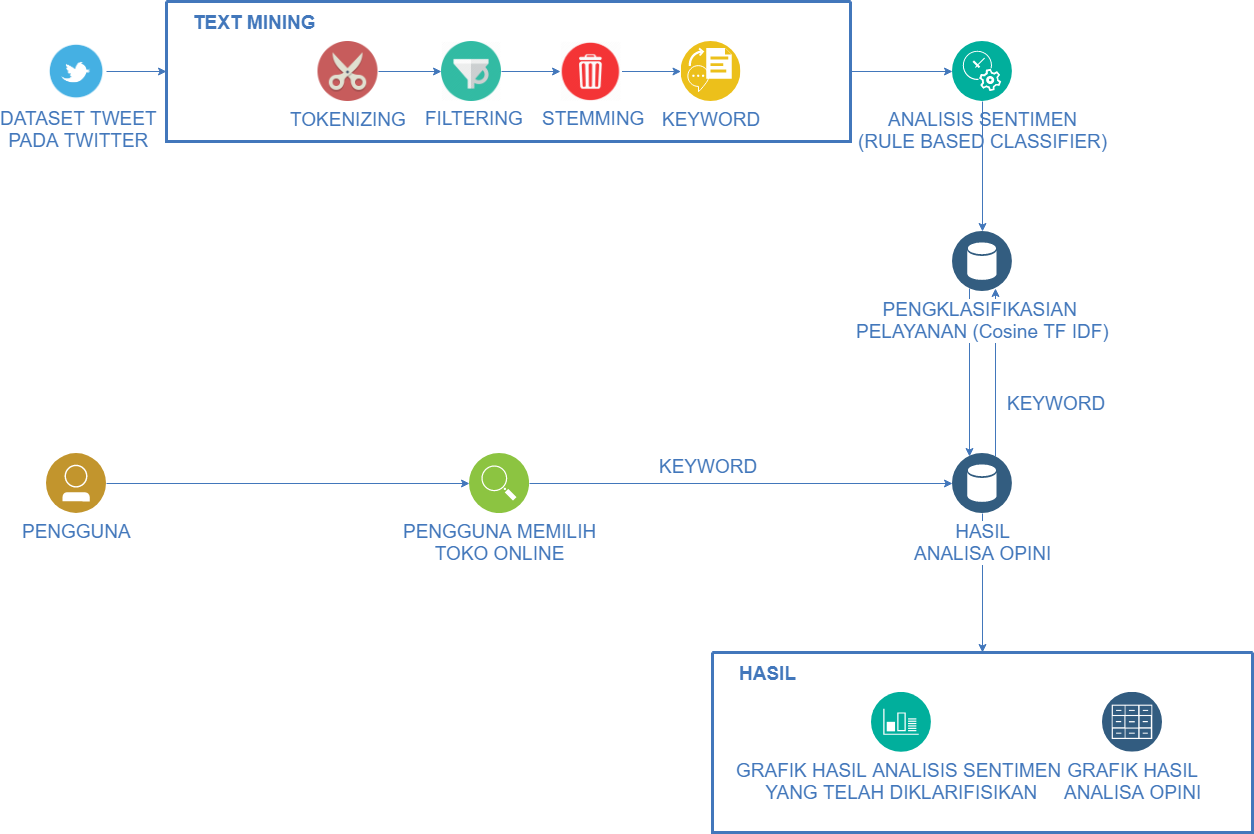 TEXT MINING
DATASET TWEET
PADA TWITTER
TOKENIZING
FILTERING
STEMMING
KEYWORD
ANALISIS SENTIMEN
(RULE BASED CLASSIFIER)
PENGKLASIFIKASIAN
PELAYANAN (Cosine TF IDF)
KEYWORD
PENGGUNA
PENGGUNA MEMILIH
TOKO ONLINE
KEYWORD
HASIL
ANALISA OPINI
HASIL
GRAFIK HASIL ANALISIS SENTIMEN
YANG TELAH DIKLARIFISIKAN
GRAFIK HASIL
ANALISA OPINI